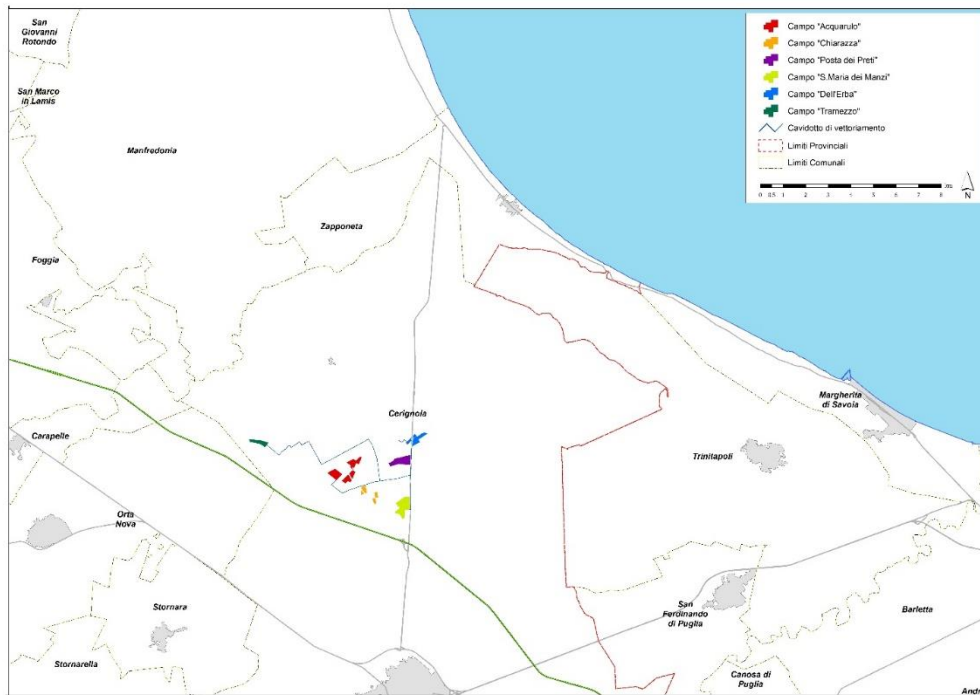 San
Giovanni
Rotondo
San Marco
in Lamis
Manfredonia
Zapponeta
Foggia
Cerignola
Carapelle
Orta
Nova
Stornara
Stornarella
Margherita
di Savoia
Trinitapoli
San
Ferdinando
di Puglia
Barletta
Canosa di
Puglia
Campo "Acquarulo"
Campo "Chiarazza"
Campo "Posta dei Preti"
Campo "S.Maria dei Manzi"
Campo "Dell'Erba"
Campo "Tramezzo"
Cavidotto di vettoriamento
Limiti Provinciali
Limiti Comunali
N